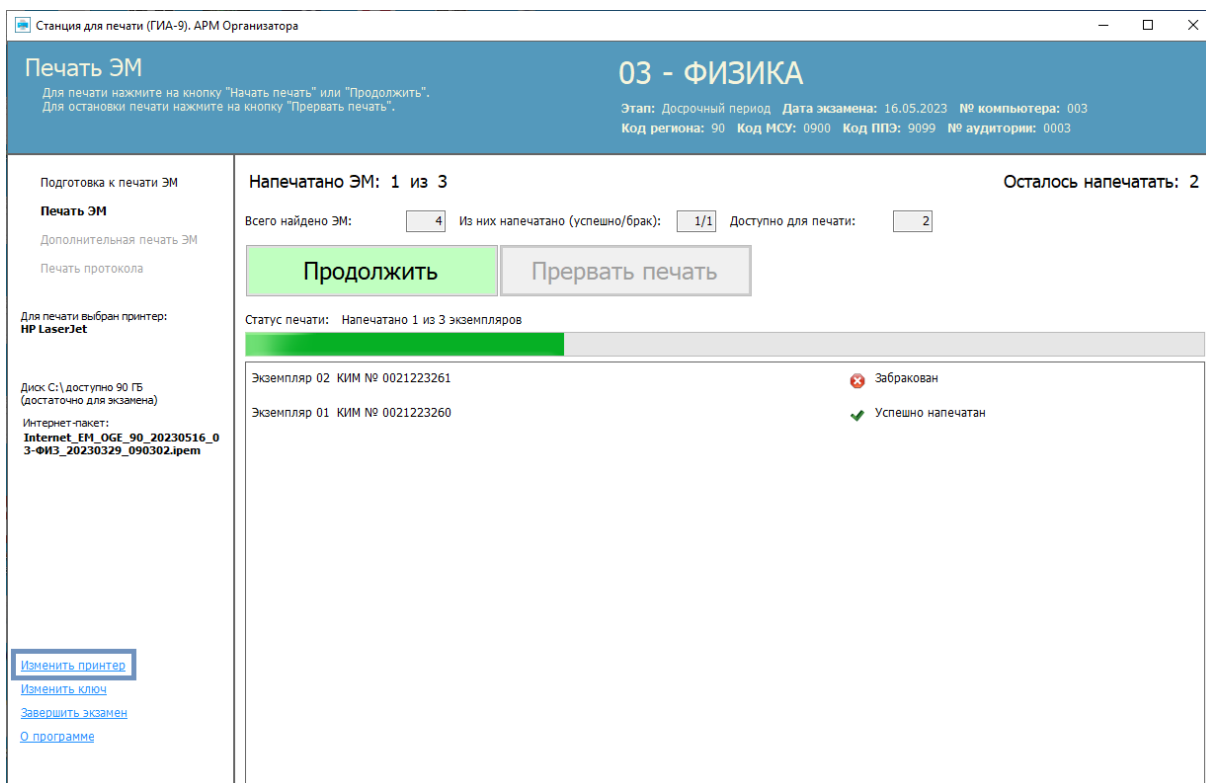 Станция для печати (ГИА-9). АРМ Организатора
Печать ЭМ
Для печати нажмите на кнопку "Начать печать" или "Продолжить".
Для остановки печати нажмите на кнопку "Прервать печать".
03 - ФИЗИКА
Этап: Досрочный период Дата экзамена: 16.05.2023 № компьютера: 003
Код региона: 90 Код МСУ: 0900 Код ППЭ: 9099 № аудитории: 0003
Подготовка к печати ЭМ
Печать ЭМ
Дополнительная печать ЭМ
Печать протокола
Для печати выбран принтер:
HP LaserJet
Диск C:\ доступно 90 ГБ
(достаточно для экзамена)
Интернет-пакет:
Internet_EM_OGE_90_20230516_0
3-ФИЗ_20230329_090302.ipem
Изменить принтер
Изменить ключ
Завершить экзамен
О программе
Напечатано ЭМ: 1 из 3
Осталось напечатать: 2
Всего найдено ЭМ: 4 Из них напечатано (успешно/брак): 1/1 Доступно для печати: 2
Продолжить
Прервать печать
Статус печати: Напечатано 1 из 3 экземпляров
Экземпляр 02 КИМ № 0021223261 Забракован
Экземпляр 01 КИМ № 0021223260 Успешно напечатан